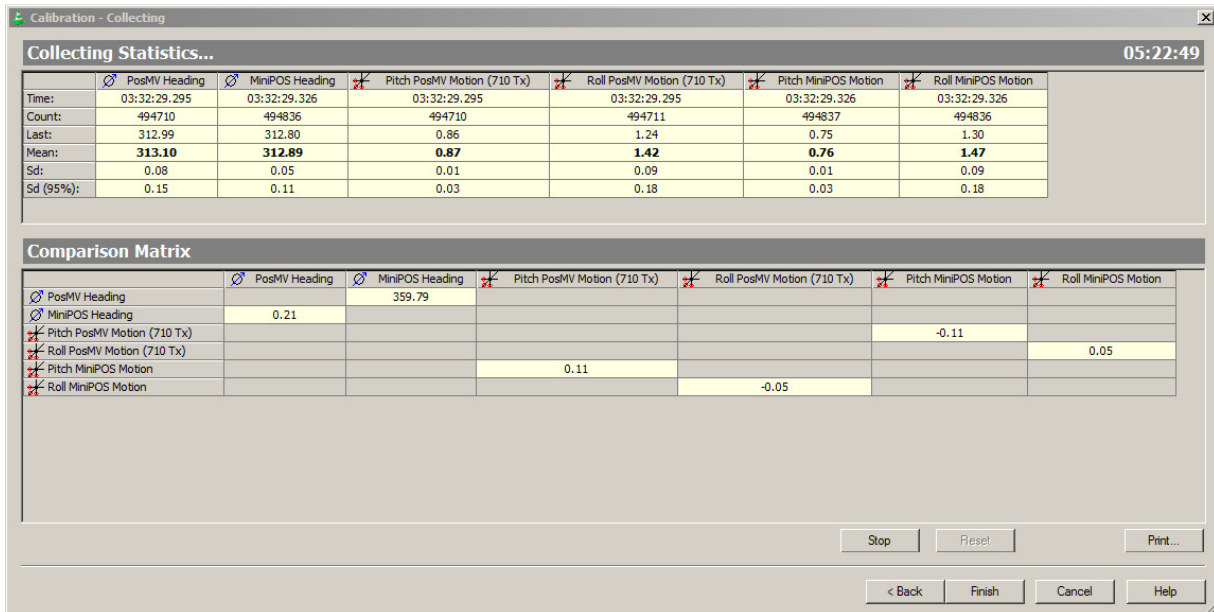 Calibration - Collecting
Collecting Statistics... 05:22:49
PosMV Heading MiniPOS Heading Pitch PosMV Motion (710 Tx) Roll PosMV Motion (710 Tx) Pitch MiniPOS Motion Roll MiniPOS Motion
Time: 03:32:29.295 03:32:29.326 03:32:29.295 03:32:29.295 03:32:29.326 03:32:29.326
Count: 494710 494836 494710 494711 494837 494836
Last: 312.99 312.80 0.86 1.24 0.75 1.30
Mean: 313.10 312.89 0.87 1.42 0.76 1.47
Sd: 0.08 0.05 0.01 0.09 0.01 0.09
Sd (95%): 0.15 0.11 0.03 0.18 0.03 0.18
Comparison Matrix
PosMV Heading MiniPOS Heading Pitch PosMV Motion (710 Tx) Roll PosMV Motion (710 Tx) Pitch MiniPOS Motion Roll MiniPOS Motion
PosMV Heading 359.79
MiniPOS Heading 0.21
Pitch PosMV Motion (710 Tx) -0.11
Roll PosMV Motion (710 Tx) 0.05
Pitch MiniPOS Motion 0.11
Roll MiniPOS Motion -0.05
Stop Reset Print...
< Back Finish Cancel Help